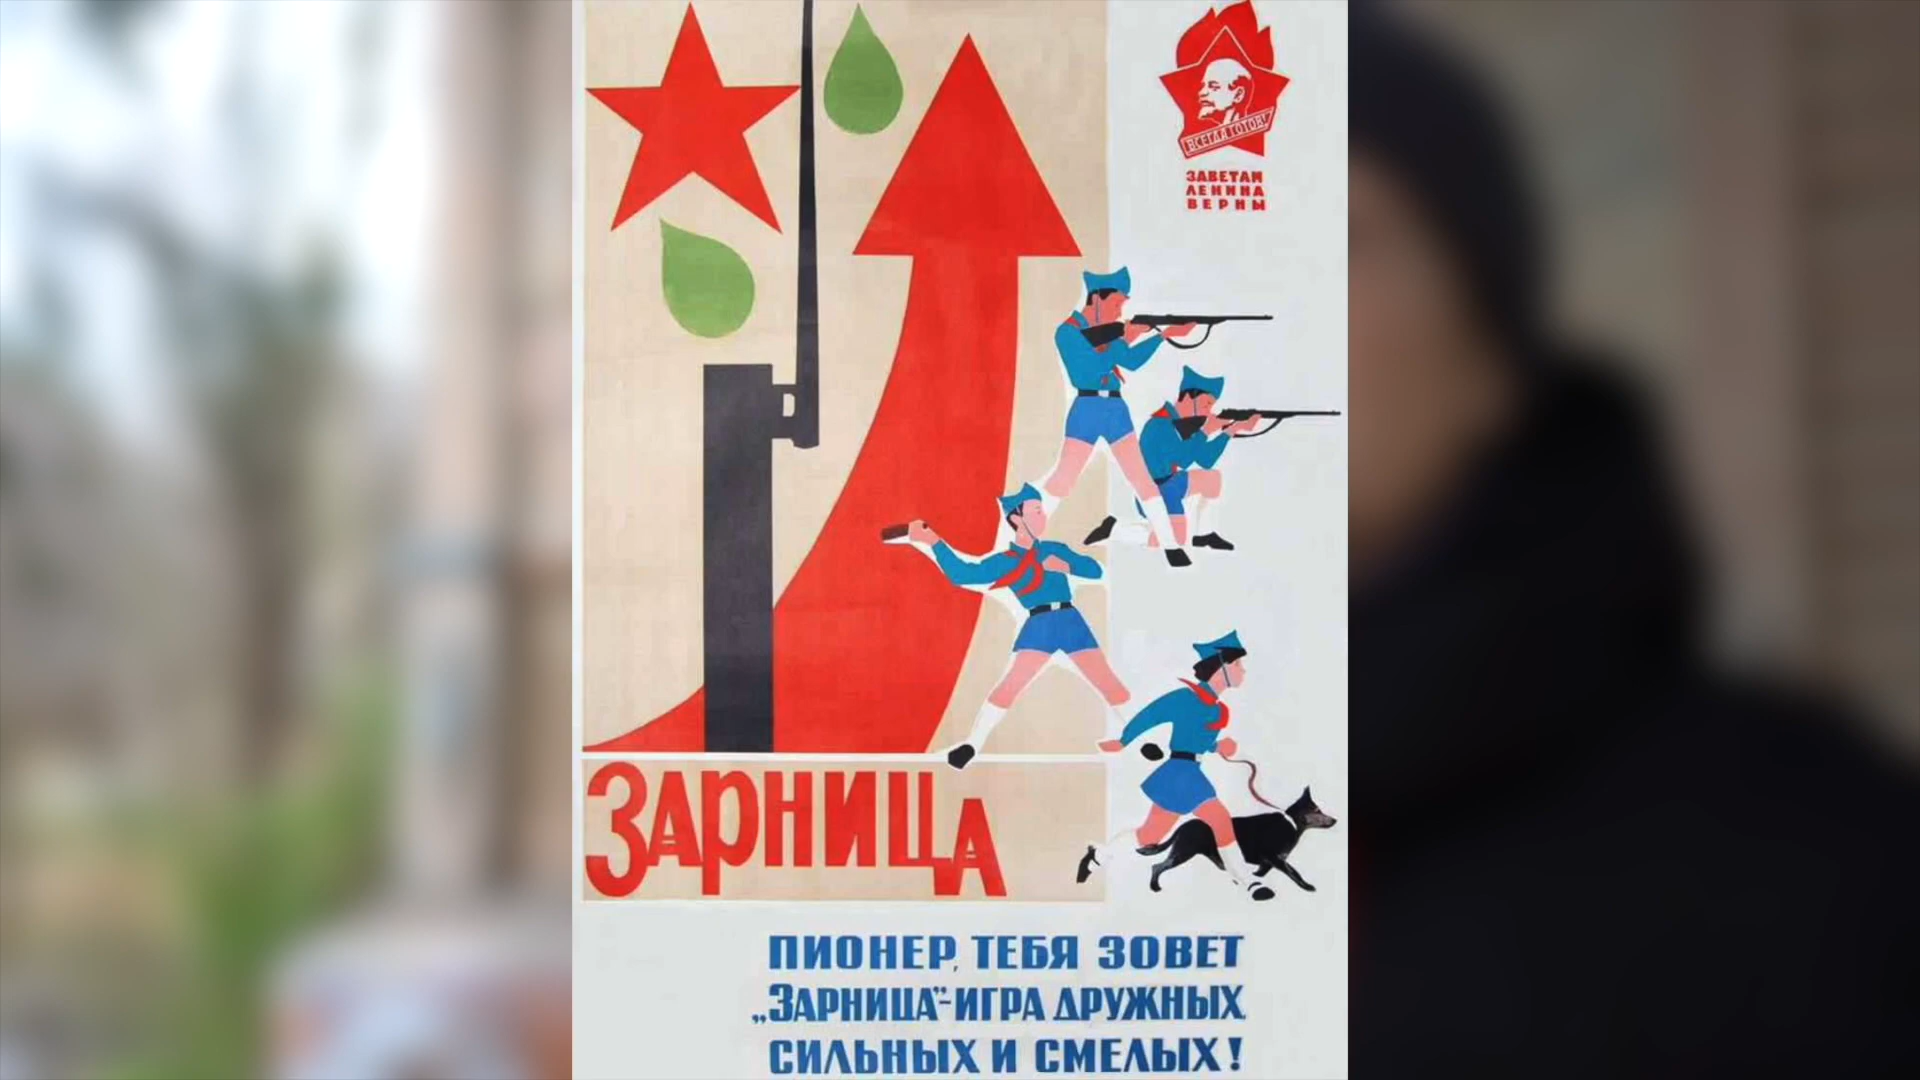 ВСЕГДА ГОТОВ!
ЗАВЕТАМ
ЛЕНИНА
ВЕРНЫ
ЗАРНИЦА
ПИОНЕР, ТЕБЯ ЗОВЕТ
„ЗАРНИЦА”-ИГРА ДРУЖНЫХ,
СИЛЬНЫХ И СМЕЛЫХ!